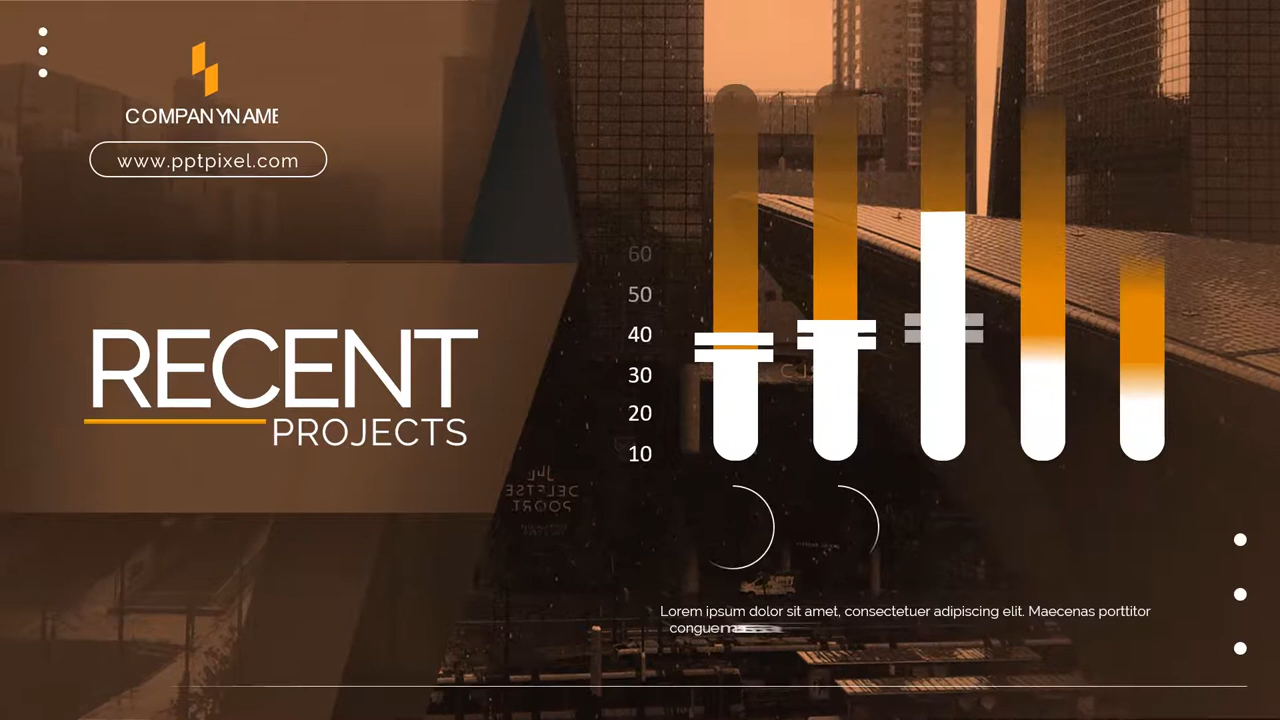 COMPANYNAME
www.pptpixel.com
RECENT
PROJECTS
60
50
40
30
20
10
Lorem ipsum dolor sit amet, consectetuer adipiscing elit. Maecenas porttitor
congue